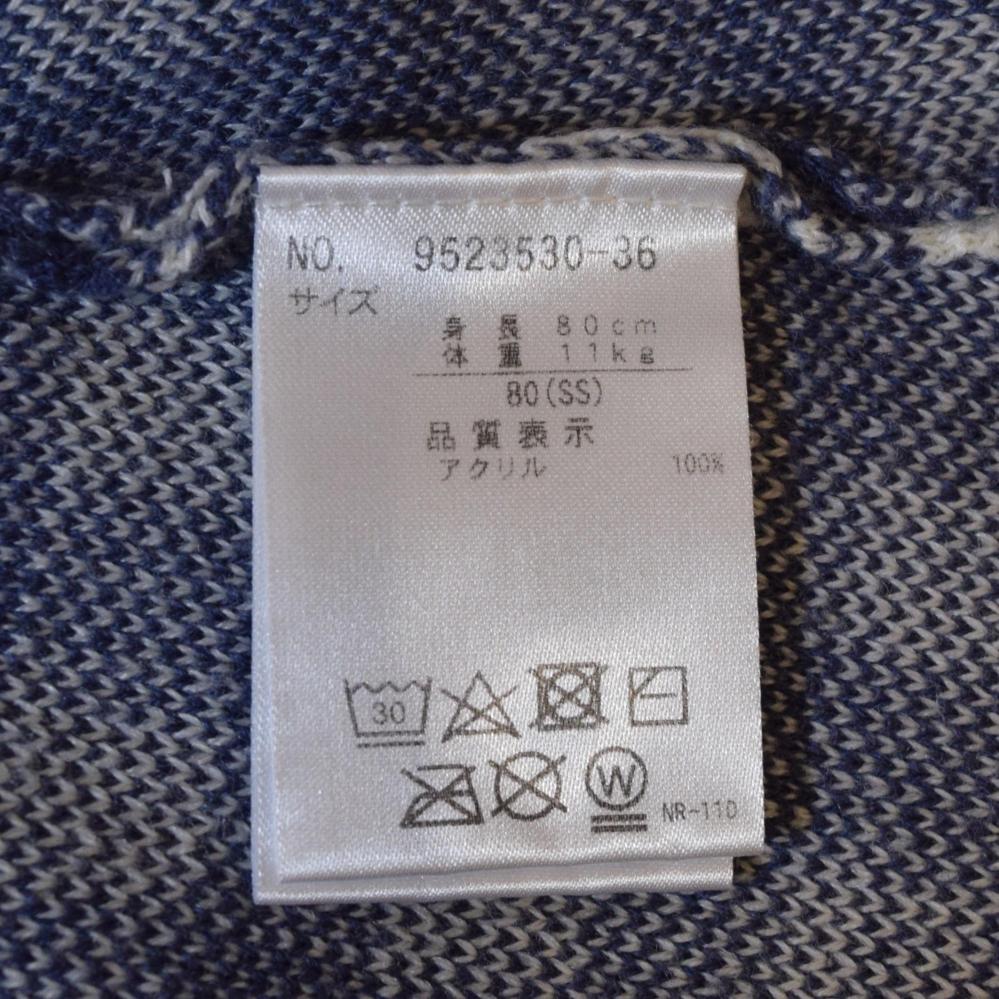 NO. 9523530-36
サイズ
身長 80cm
体重 11kg
80(SS)
品質表示
アクリル 100%
30
W
NR-110